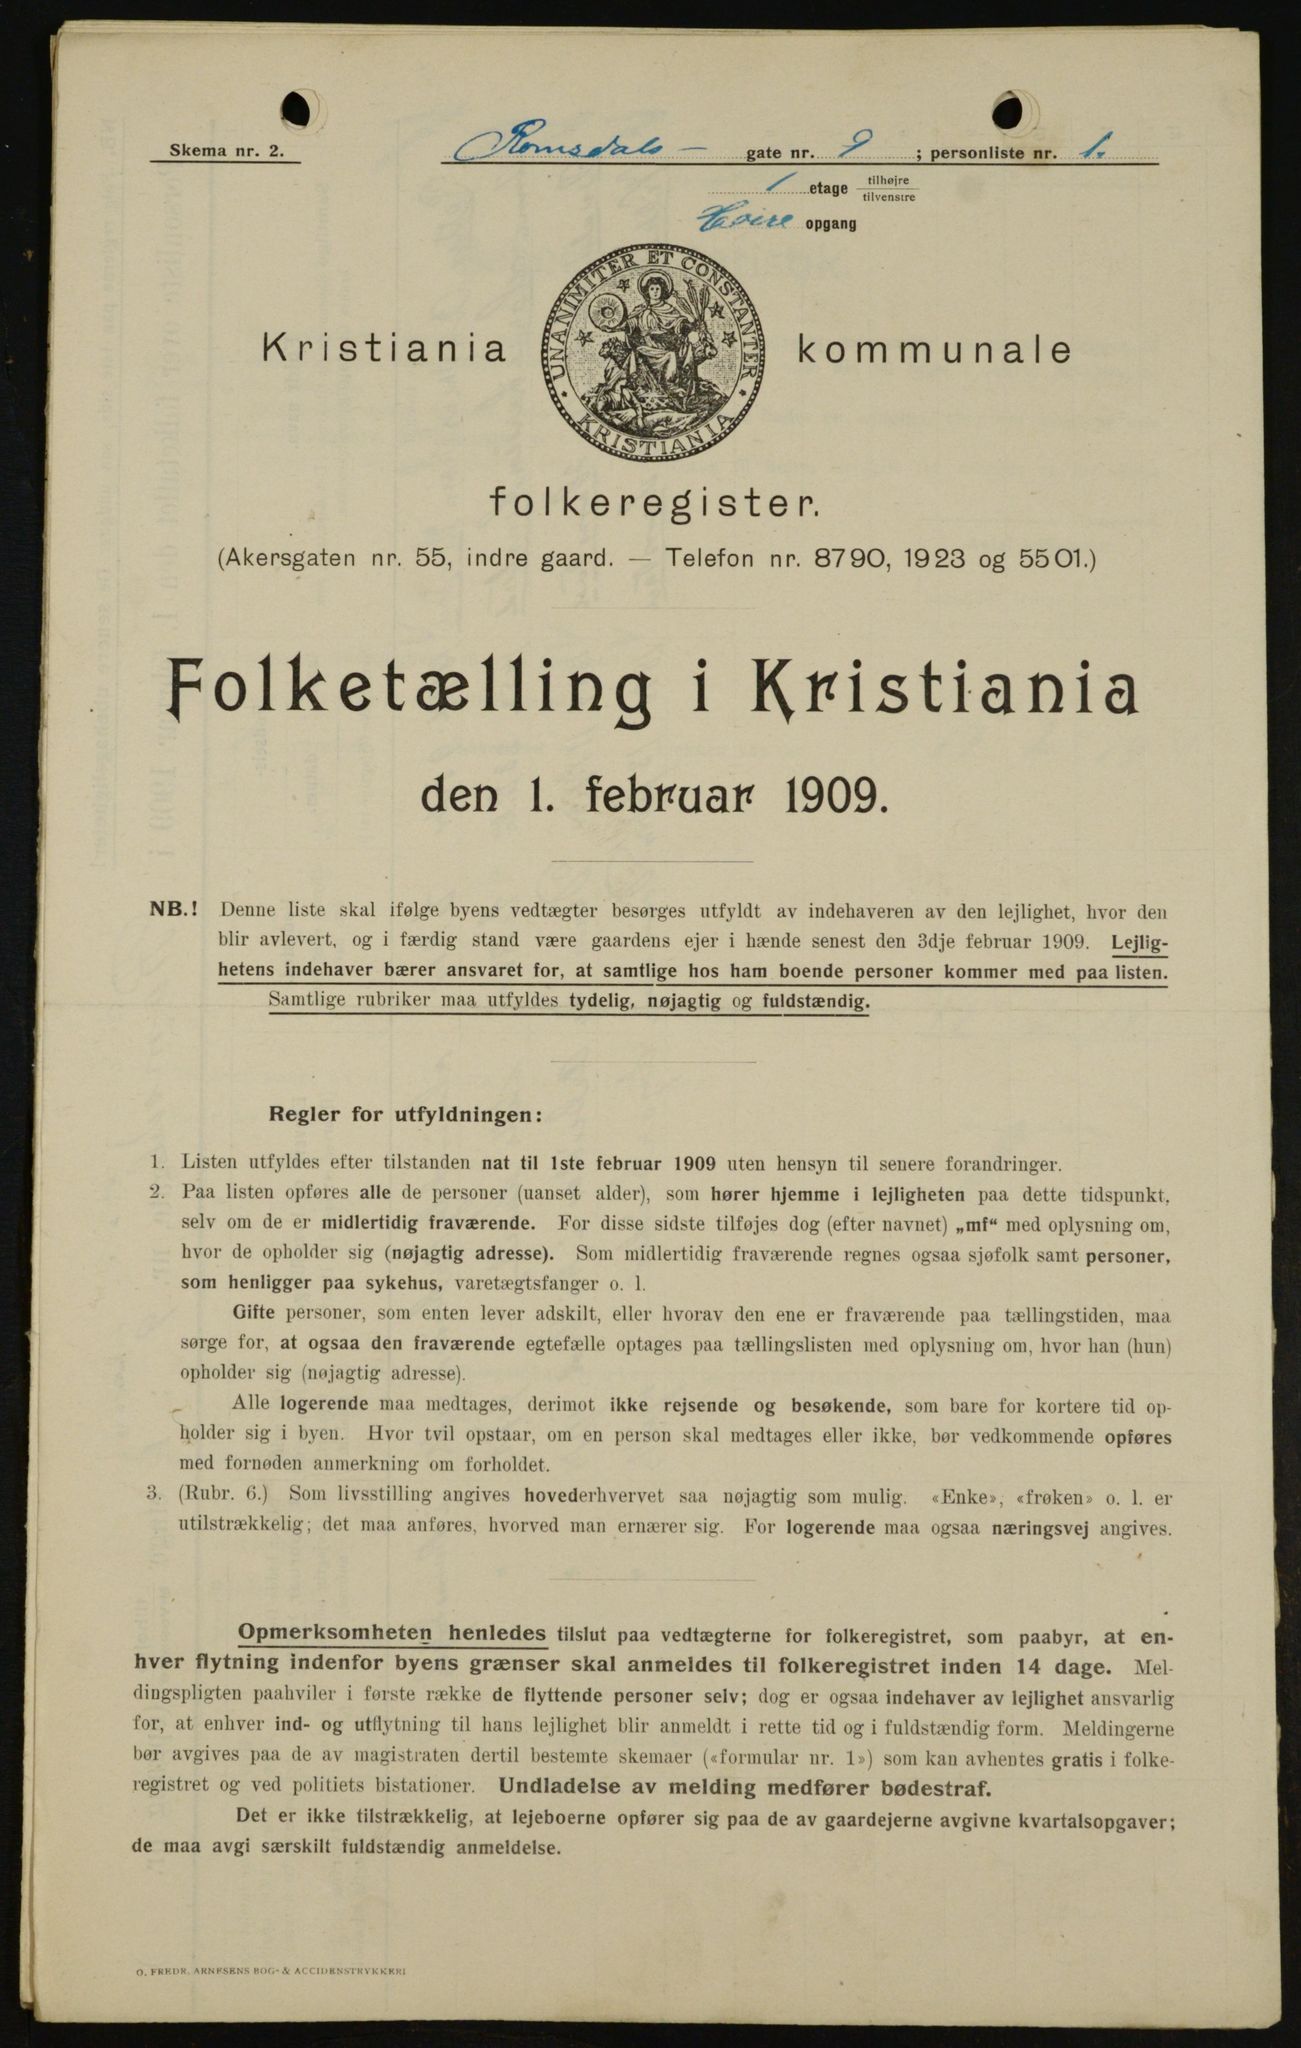 Skema nr. 2.
Romsdals - gate nr. 9 ; personliste nr. 1.
1 etage tilhøjre
tilvenstre
Høire opgang
UNANIMITER ET CONSTANTER
KRISTIANIA
Kristiania kommunale
folkeregister.
(Akersgaten nr. 55, indre gaard. — Telefon nr. 8790, 1923 og 5501.)
Folketælling i Kristiania
den 1. februar 1909.
NB.! Denne liste skal ifølge byens vedtægter besørges utfyldt av indehaveren av den lejlighet, hvor den
blir avlevert, og i færdig stand være gaardens ejer i hænde senest den 3dje februar 1909. Lejlig-
hetens indehaver bærer ansvaret for, at samtlige hos ham boende personer kommer med paa listen.
Samtlige rubriker maa utfyldes tydelig, nøjagtig og fuldstændig.
Regler for utfyldningen:
1. Listen utfyldes efter tilstanden nat til 1ste februar 1909 uten hensyn til senere forandringer.
2. Paa listen opføres alle de personer (uanset alder), som hører hjemme i lejligheten paa dette tidspunkt,
selv om de er midlertidig fraværende. For disse sidste tilføjes dog (efter navnet) „mf“ med oplysning om,
hvor de opholder sig (nøjagtig adresse). Som midlertidig fraværende regnes ogsaa sjøfolk samt personer,
som henligger paa sykehus, varetægtsfanger o. l.
Gifte personer, som enten lever adskilt, eller hvorav den ene er fraværende paa tællingstiden, maa
sørge for, at ogsaa den fraværende egtefælle optages paa tællingslisten med oplysning om, hvor han (hun)
opholder sig (nøjagtig adresse).
Alle logerende maa medtages, derimot ikke rejsende og besøkende, som bare for kortere tid op-
holder sig i byen. Hvor tvil opstaar, om en person skal medtages eller ikke, bør vedkommende opføres
med fornøden anmerkning om forholdet.
3. (Rubr. 6.) Som livsstilling angives hovederhvervet saa nøjagtig som mulig. «Enke», «frøken» o. l. er
utilstrækkelig; det maa anføres, hvorved man ernærer sig. For logerende maa ogsaa næringsvej angives.
Opmerksomheten henledes tilslut paa vedtægterne for folkeregistret, som paabyr, at en-
hver flytning indenfor byens grænser skal anmeldes til folkeregistret inden 14 dage. Mel-
dingspligten paahviler i første række de flyttende personer selv; dog er ogsaa indehaver av lejlighet ansvarlig
for, at enhver ind- og utflytning til hans lejlighet blir anmeldt i rette tid og i fuldstændig form. Meldingerne
bør avgives paa de av magistraten dertil bestemte skemaer («formular nr. 1») som kan avhentes gratis i folke-
registret og ved politiets bistationer. Undladelse av melding medfører bødestraf.
Det er ikke tilstrækkelig, at lejeboerne opfører sig paa de av gaardejerne avgivne kvartalsopgaver;
de maa avgi særskilt fuldstændig anmeldelse.
O. FREDR. ARNESENS BOG- & ACCIDENSTRYKKERI